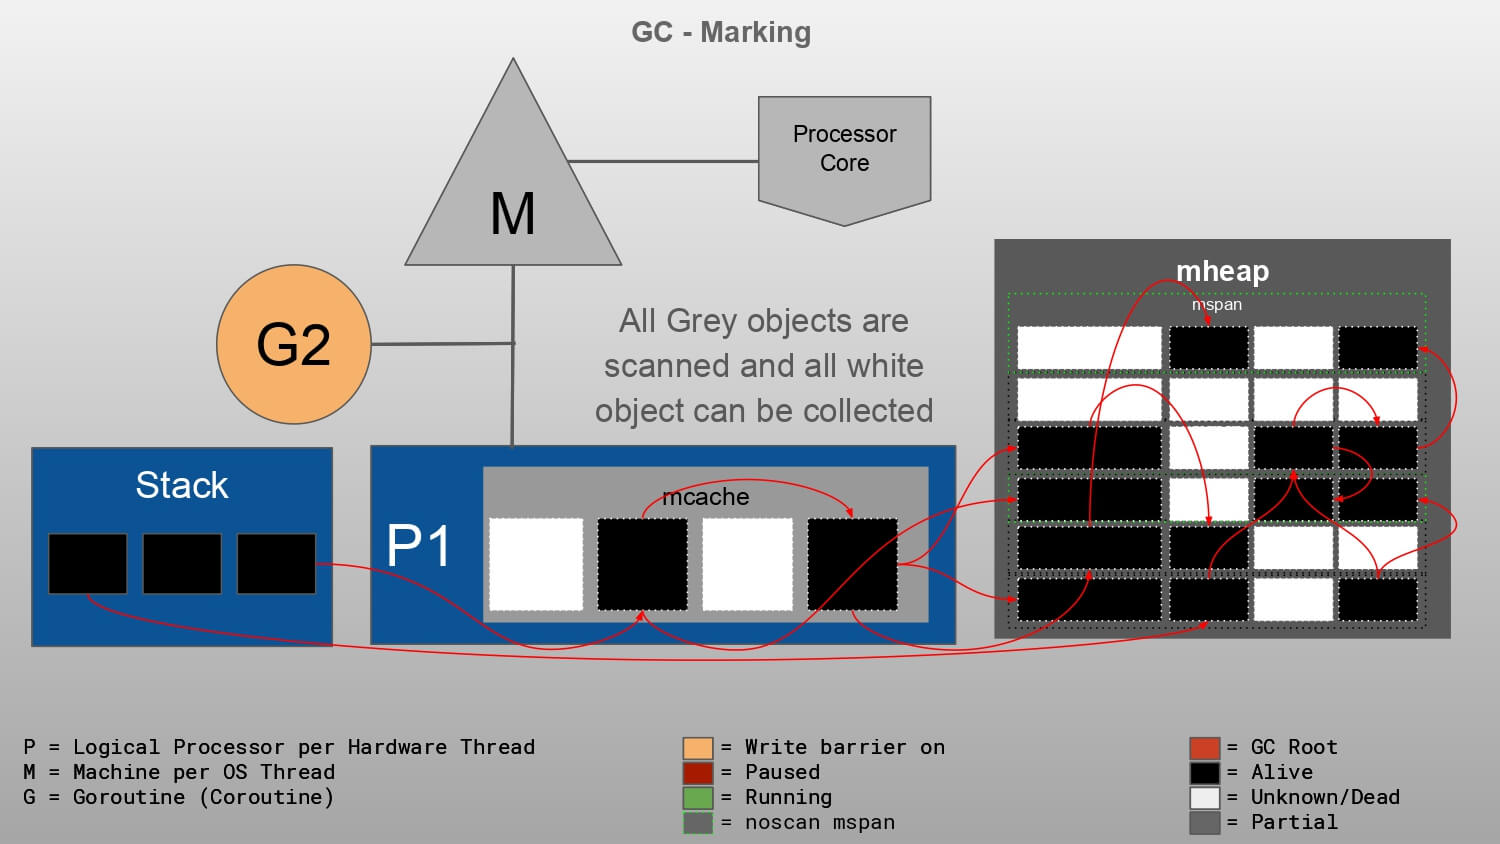 GC - Marking
Processor
Core
M
G2
mheap
mspan
All Grey objects are
scanned and all white
object can be collected
Stack
P1
mcache
P = Logical Processor per Hardware Thread
M = Machine per OS Thread
G = Goroutine (Coroutine)
= Write barrier on
= Paused
= Running
= noscan mspan
= GC Root
= Alive
= Unknown/Dead
= Partial